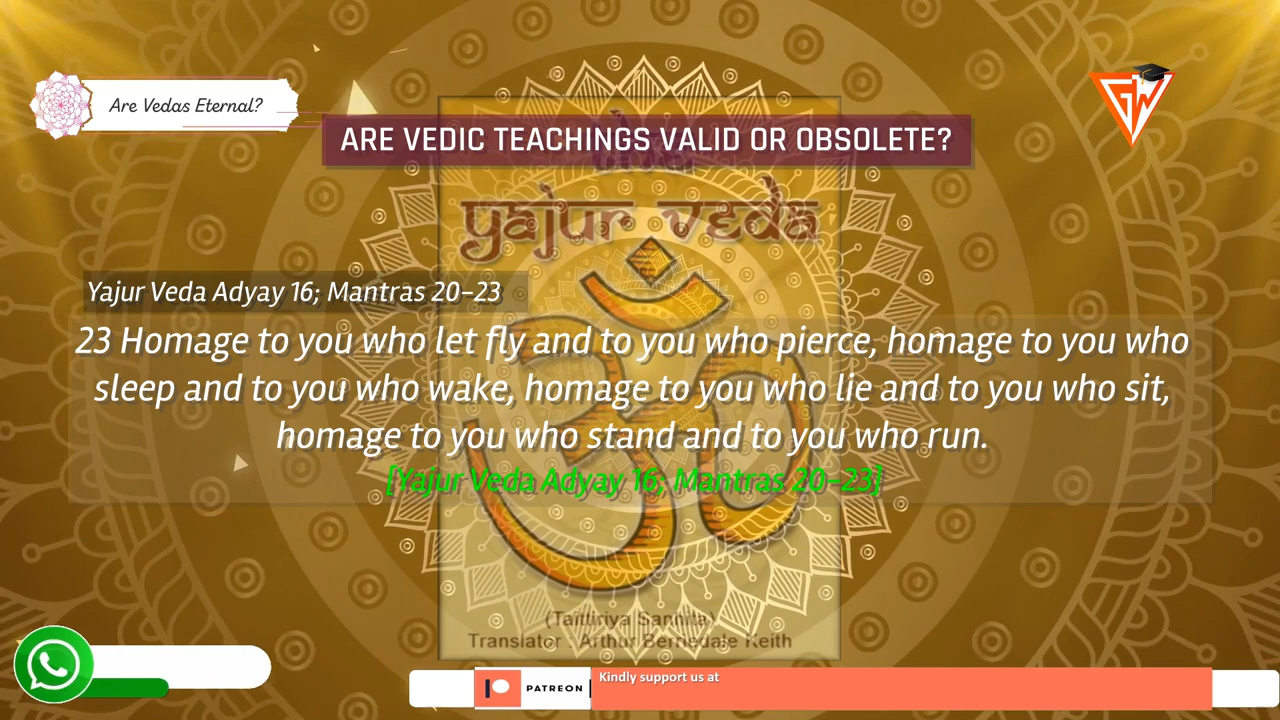 Are Vedas Eternal?
GW
ARE VEDIC TEACHINGS VALID OR OBSOLETE?
yajur veda
Yajur Veda Adyay 16; Mantras 20–23
23 Homage to you who let fly and to you who pierce, homage to you who
sleep and to you who wake, homage to you who lie and to you who sit,
homage to you who stand and to you who run.
[Yajur Veda Adyay 16; Mantras 20–23]
(Taittiriya Sanhita)
Translator : Arthur Berriedale Keith
PATREON
Kindly support us at